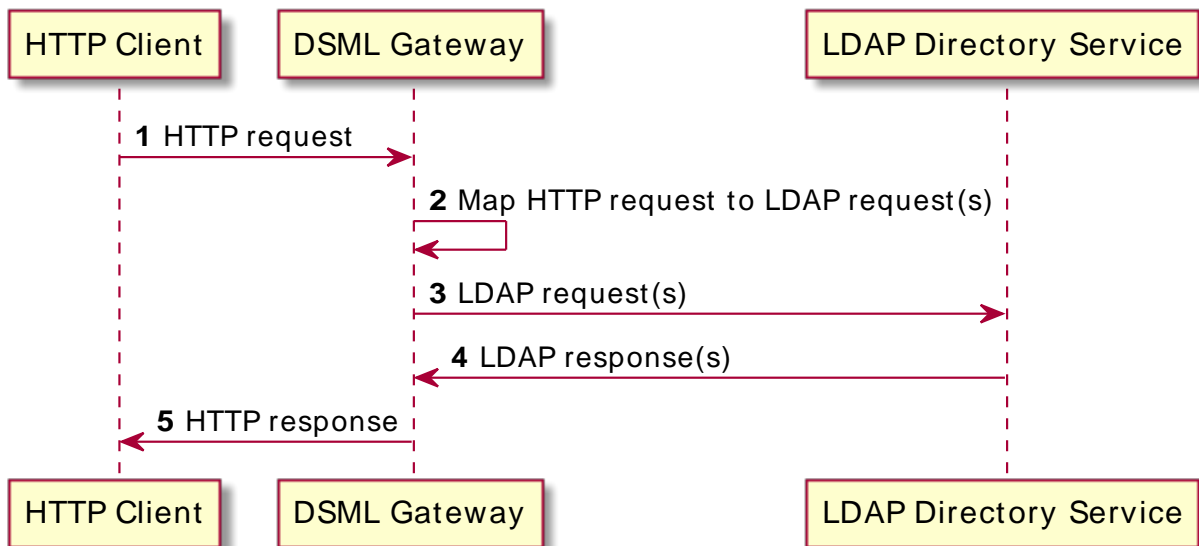 HTTP Client DSML Gateway LDAP Directory Service
1 HTTP request
2 Map HTTP request to LDAP request(s)
3 LDAP request(s)
4 LDAP response(s)
5 HTTP response
HTTP Client DSML Gateway LDAP Directory Service